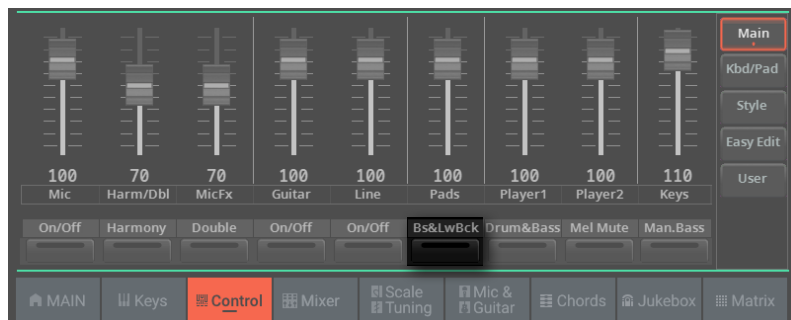 Main
Kbd/Pad
Style
Easy Edit
User
100 70 70 100 100 100 100 100 110
Mic Harm/Dbl MicFx Guitar Line Pads Player1 Player2 Keys
On/Off Harmony Double On/Off On/Off Bs&LwBck Drum&Bass Mel Mute Man.Bass
MAIN Keys Control Mixer Scale Tuning Mic & Guitar Chords Jukebox Matrix